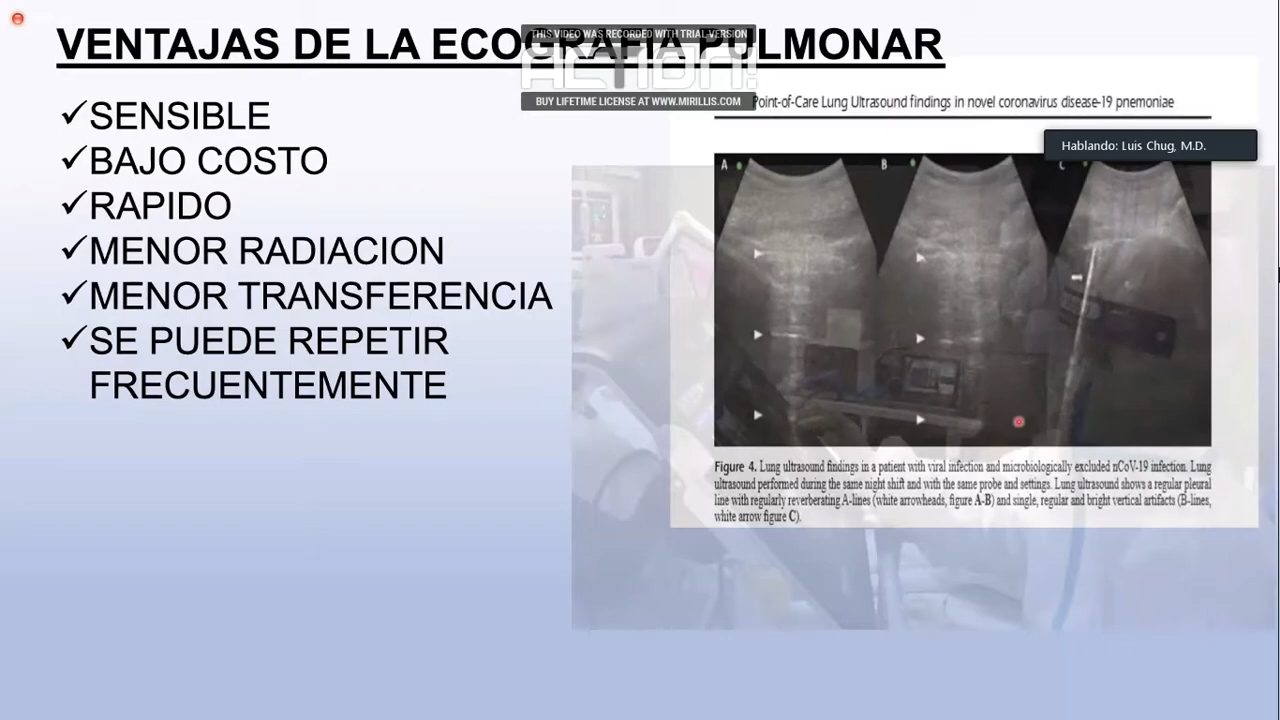 VENTAJAS DE LA ECOGRAFIA PULMONAR
THIS VIDEO WAS RECORDED WITH TRIAL VERSION
ACTION!
BUY LIFETIME LICENSE AT WWW.MIRILLIS.COM
✓SENSIBLE
✓BAJO COSTO
✓RAPIDO
✓MENOR RADIACION
✓MENOR TRANSFERENCIA
✓SE PUEDE REPETIR
FRECUENTEMENTE
Point-of-Care Lung Ultrasound findings in novel coronavirus disease-19 pnemoniae
Hablando: Luis Chug, M.D.
A
B
C
Figure 4. Lung ultrasound findings in a patient with viral infection and microbiologically excluded nCoV-19 infection. Lung
ultrasound performed during the same night shift and with the same probe and settings. Lung ultrasound shows a regular pleural
line with regularly reverberating A-lines (white arrowheads, figure A-B) and single, regular and bright vertical artifacts (B-lines,
white arrow figure C).